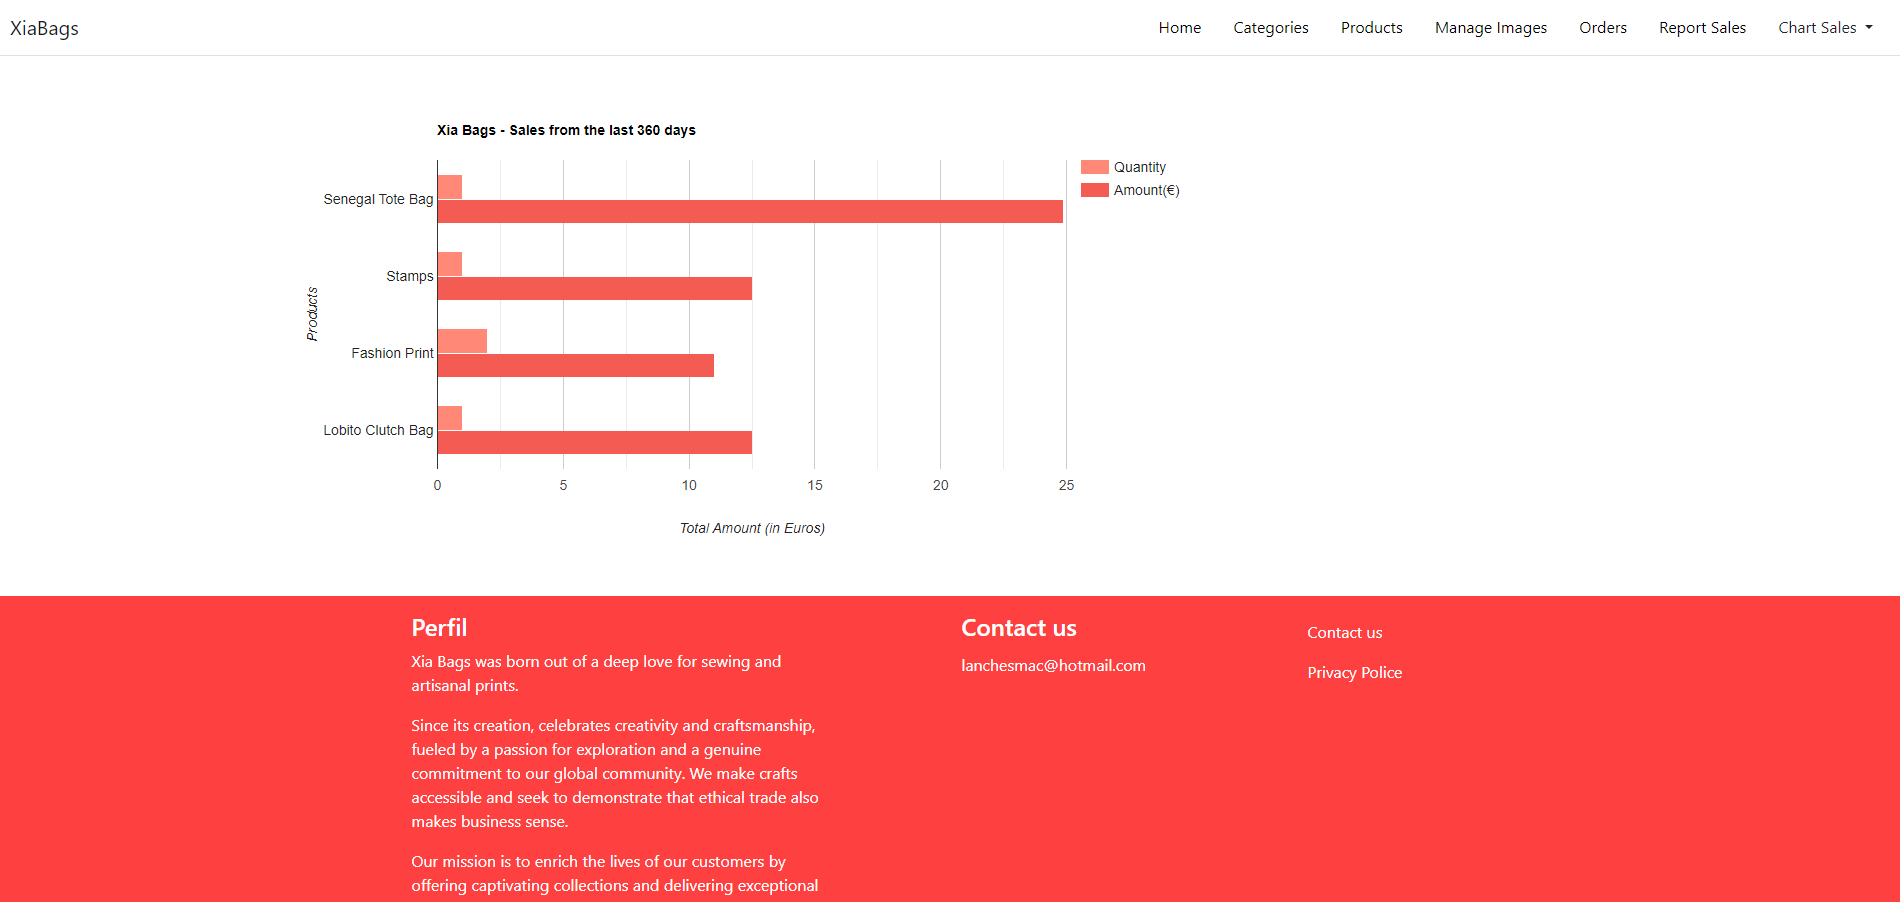 XiaBags
Home Categories Products Manage Images Orders Report Sales Chart Sales
Xia Bags - Sales from the last 360 days
Quantity
Amount(€)
Senegal Tote Bag
Stamps
Fashion Print
Lobito Clutch Bag
Products
0 5 10 15 20 25
Total Amount (in Euros)
Perfil
Xia Bags was born out of a deep love for sewing and
artisanal prints.
Since its creation, celebrates creativity and craftsmanship,
fueled by a passion for exploration and a genuine
commitment to our global community. We make crafts
accessible and seek to demonstrate that ethical trade also
makes business sense.
Our mission is to enrich the lives of our customers by
offering captivating collections and delivering exceptional
Contact us
lanchesmac@hotmail.com
Contact us
Privacy Police